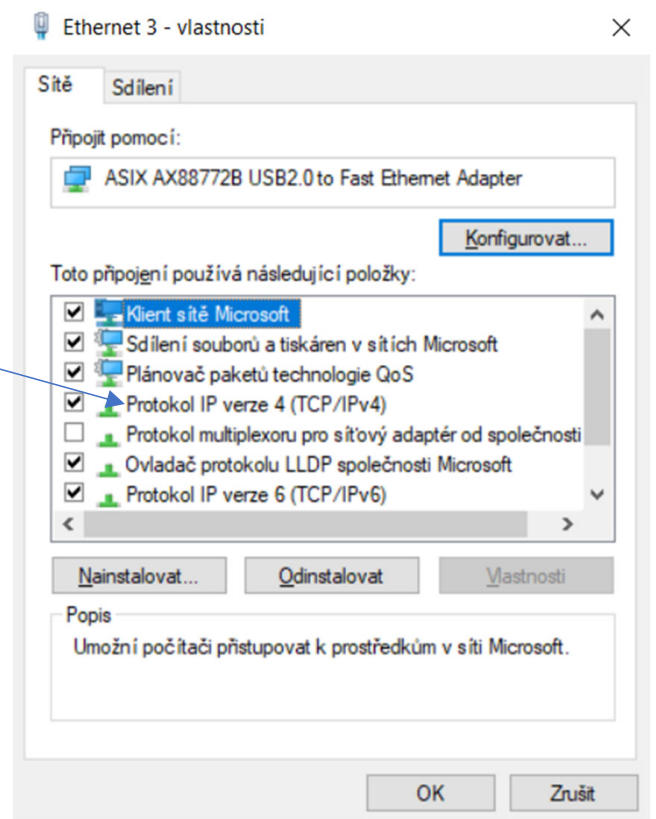 Ethernet 3 - vlastnosti
Sítě Sdílení
Připojit pomocí:
ASIX AX88772B USB2.0 to Fast Ethernet Adapter
Konfigurovat...
Toto připojení používá následující položky:
Klient sítě Microsoft
Sdílení souborů a tiskáren v sítích Microsoft
Plánovač paketů technologie QoS
Protokol IP verze 4 (TCP/IPv4)
Protokol multiplexoru pro síťový adaptér od společnosti
Ovladač protokolu LLDP společnosti Microsoft
Protokol IP verze 6 (TCP/IPv6)
Nainstalovat... Odinstalovat Vlastnosti
Popis
Umožní počítači přistupovat k prostředkům v síti Microsoft.
OK Zrušit